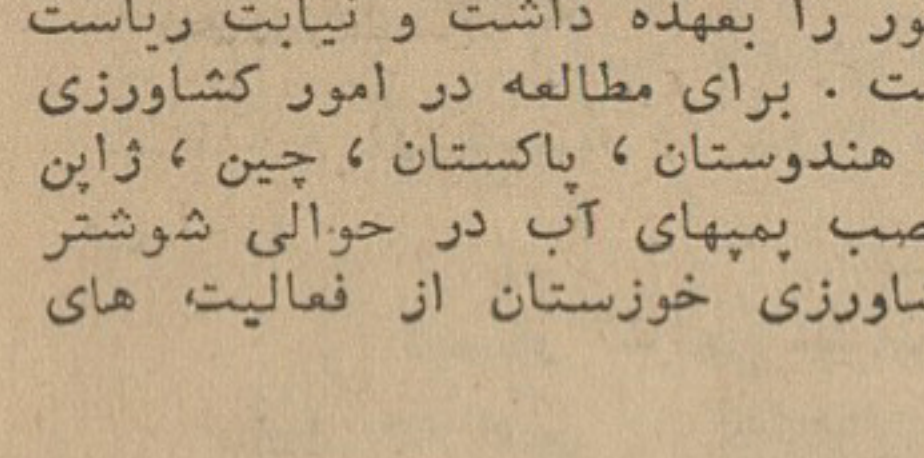 ور را بعهده داشت و نیابت ریاست
ت . برای مطالعه در امور کشاورزی
هندوستان ، پاکستان ، چین ، ژاپن
صب پمپهای آب در حوالی شوشتر
اورزی خوزستان از فعالیت های